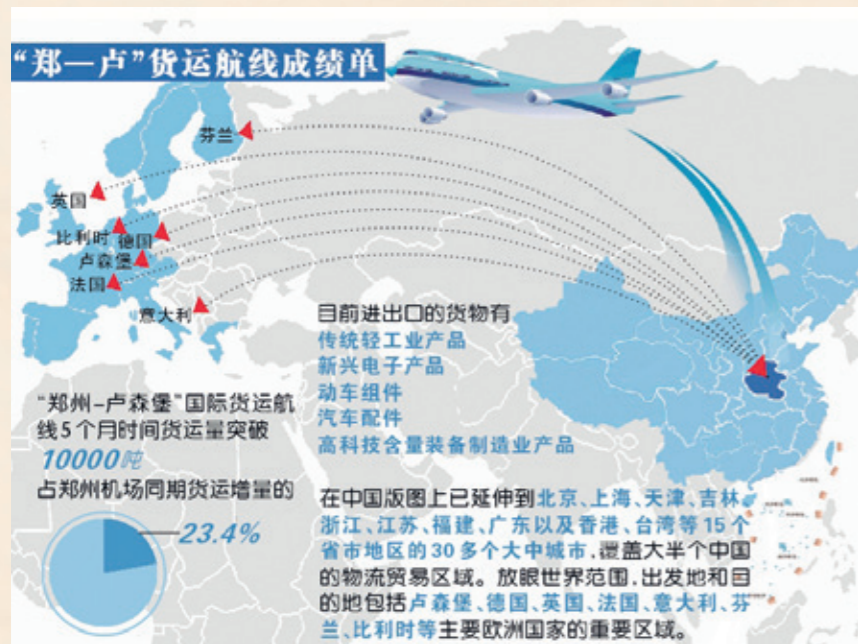 “郑—卢”货运航线成绩单
芬兰
英国
比利时
德国
卢森堡
法国
意大利
目前进出口的货物有
传统轻工业产品
新兴电子产品
动车组件
汽车配件
高科技含量装备制造业产品
“郑州-卢森堡”国际货运航
线5个月时间货运量突破
10000吨
占郑州机场同期货运增量的
23.4%
在中国版图上已延伸到北京、上海、天津、吉林、
浙江、江苏、福建、广东以及香港、台湾等15个
省市地区的30多个大中城市，覆盖大半个中国
的物流贸易区域。放眼世界范围，出发地和目
的地包括卢森堡、德国、英国、法国、意大利、芬
兰、比利时等主要欧洲国家的重要区域。